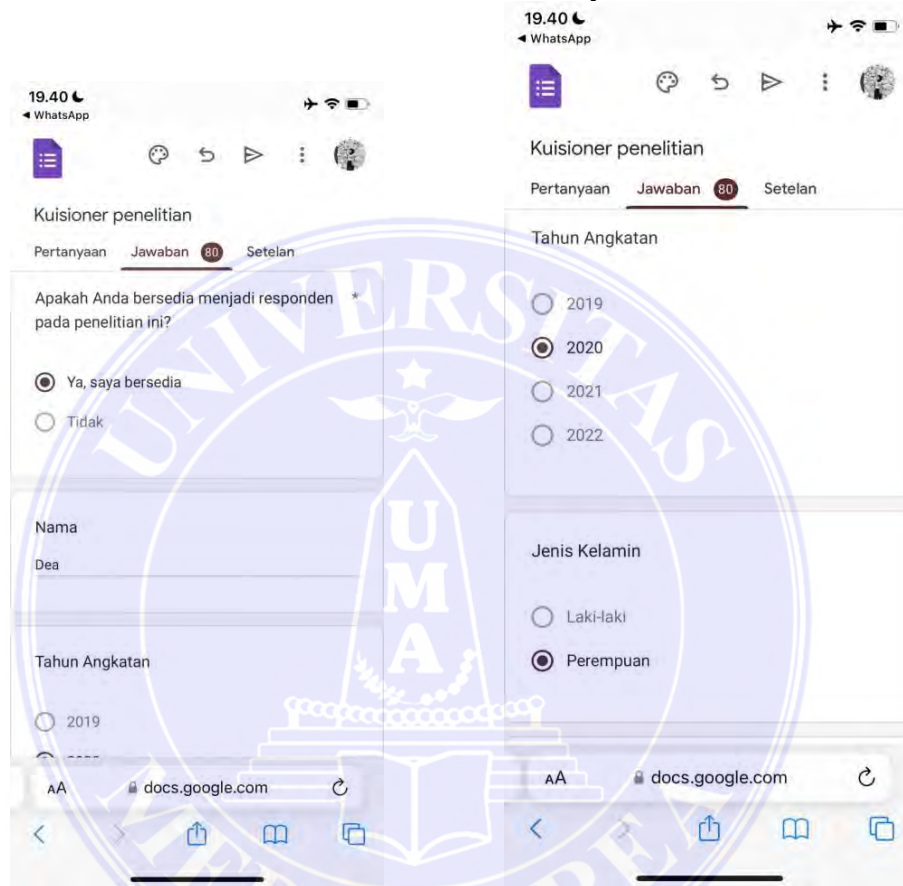 19.40
◄ WhatsApp
Kuisioner penelitian
Pertanyaan Jawaban 80 Setelan
Apakah Anda bersedia menjadi responden *
pada penelitian ini?
Ya, saya bersedia
Tidak
Nama
Dea
Tahun Angkatan
2019
AA docs.google.com
19.40
◄ WhatsApp
Kuisioner penelitian
Pertanyaan Jawaban 80 Setelan
Tahun Angkatan
2019
2020
2021
2022
Jenis Kelamin
Laki-laki
Perempuan
AA docs.google.com
UNIVERSITAS
UMA